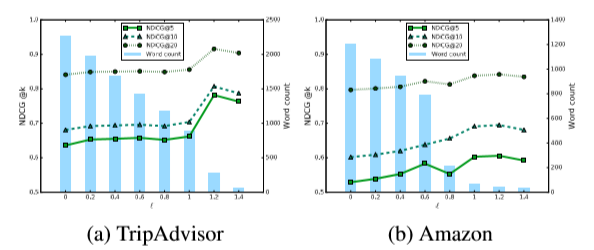 NDCG@5
NDCG@10
NDCG@20
Word count
1,0
0,9
0,8
0,7
0,6
0,5
NDCG @k
2500
2000
1500
1000
500
0
Word count
0 0.2 0.4 0.6 0.8 1 1.2 1.4
ℓ
(a) TripAdvisor
NDCG@5
NDCG@10
NDCG@20
Word count
1,0
0,9
0,8
0,7
0,6
0,5
NDCG @k
1400
1200
1000
800
600
400
200
0
Word count
0 0.2 0.4 0.6 0.8 1 1.2 1.4
ℓ
(b) Amazon